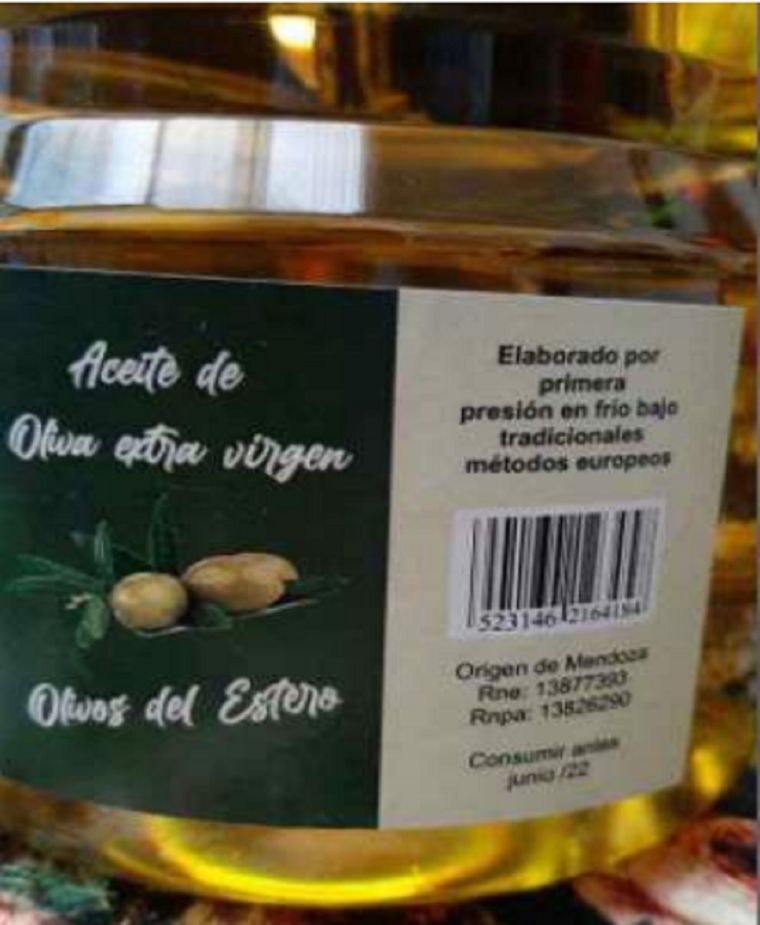 Aceite de
Oliva extra virgen
Olivos del Estero
Elaborado por
primera
presión en frio bajo
tradicionales
métodos europeos
523146 2164184
Origen de Mendoza
Rne: 13877393
Rnpa: 13826290
Consumir antes
junio /22